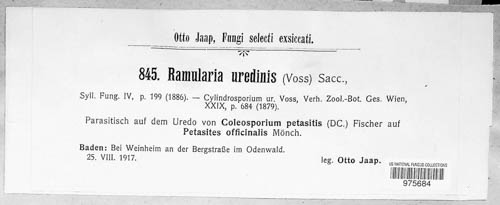 Otto Jaap, Fungi selecti exsiccati.
845. Ramularia uredinis (Voss) Sacc.,
Syll. Fung. IV, p. 199 (1886). — Cylindrosporium ur. Voss, Verh. Zool.-Bot. Ges. Wien,
XXIX, p. 684 (1879).
Parasitisch auf dem Uredo von Coleosporium petasitis (DC.) Fischer auf
Petasites officinalis Mönch.
Baden: Bei Weinheim an der Bergstraße im Odenwald.
25. VIII. 1917.
leg. Otto Jaap.
US NATIONAL FUNGUS COLLECTIONS
975684